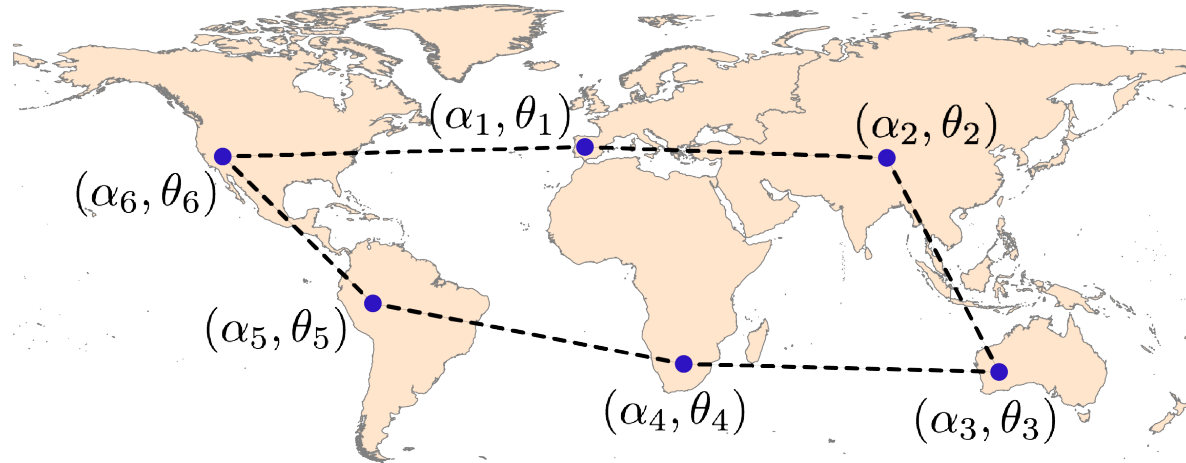 (α₁, θ₁)
(α₂, θ₂)
(α₆, θ₆)
(α₅, θ₅)
(α₄, θ₄)
(α₃, θ₃)